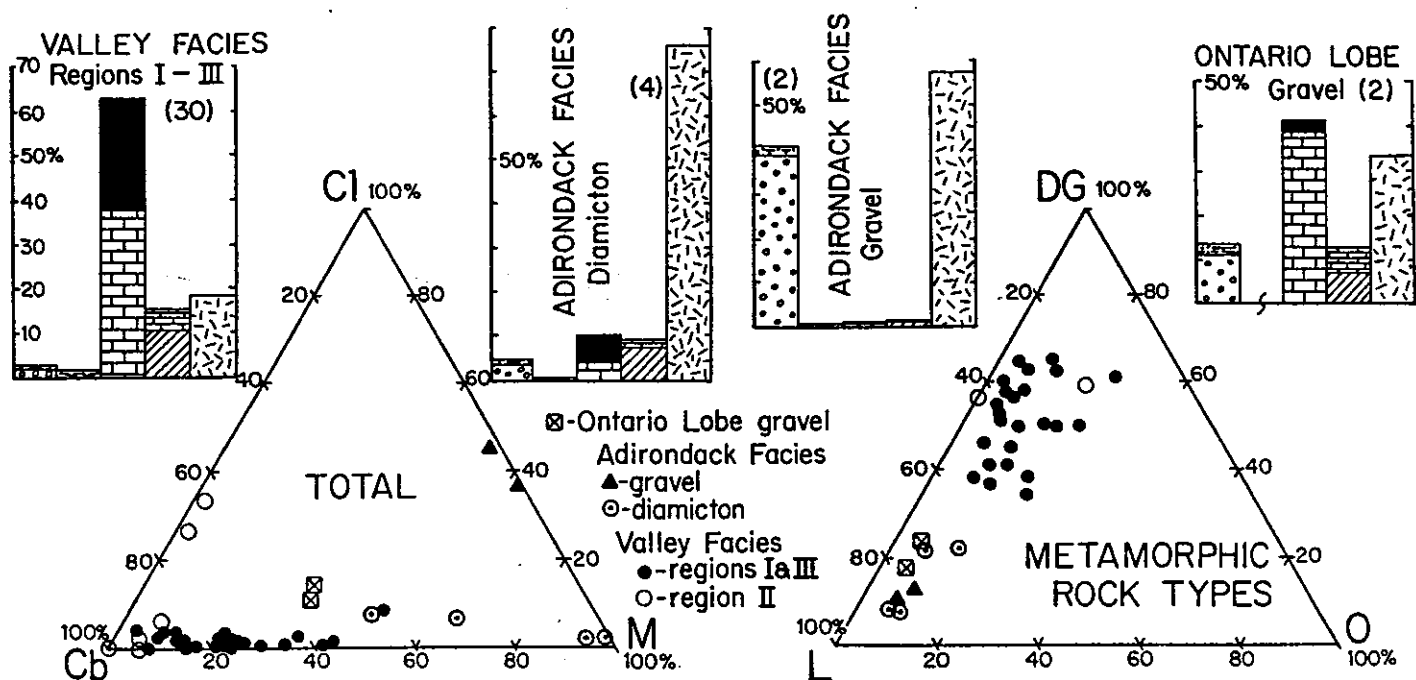 VALLEY FACIES
Regions I – III
(30)
70
60
50%
40
30
20
10
ADIRONDACK FACIES
Diamicton
(4)
50%
ADIRONDACK FACIES
Gravel
(2)
50%
ONTARIO LOBE
Gravel (2)
50%
Cl 100%
20
80
40
60
60
40
80
20
100%
Cb
20
40
60
80
M
100%
TOTAL
⊠-Ontario Lobe gravel
Adirondack Facies
▲-gravel
⊙-diamicton
Valley Facies
●-regions I&III
○-region II
DG 100%
20
80
40
60
60
40
80
20
100%
L
20
40
60
80
O
100%
METAMORPHIC
ROCK TYPES